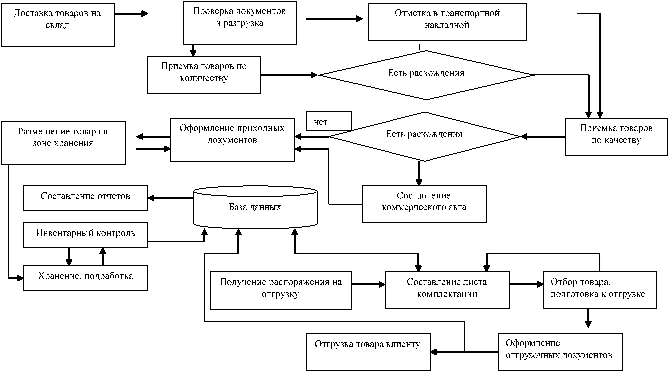 Доставка товаров на
склад
Проверка документов
и разгрузка
Отметка в транспортной
накладной
Приемка товаров по
количеству
Есть расхождения
Размещение товара в
зоне хранения
Оформление приходных
документов
нет
Есть расхождения
Приемка товаров
по качеству
Составление
коммерческого акта
Составление отчетов
База данных
Инвентарный контроль
Хранение, подработка
Получение распоряжения на
отгрузку
Составление листа
комплектации
Отбор товара,
подготовка к отгрузке
Отгрузка товара клиенту
Оформление
отгрузочных документов